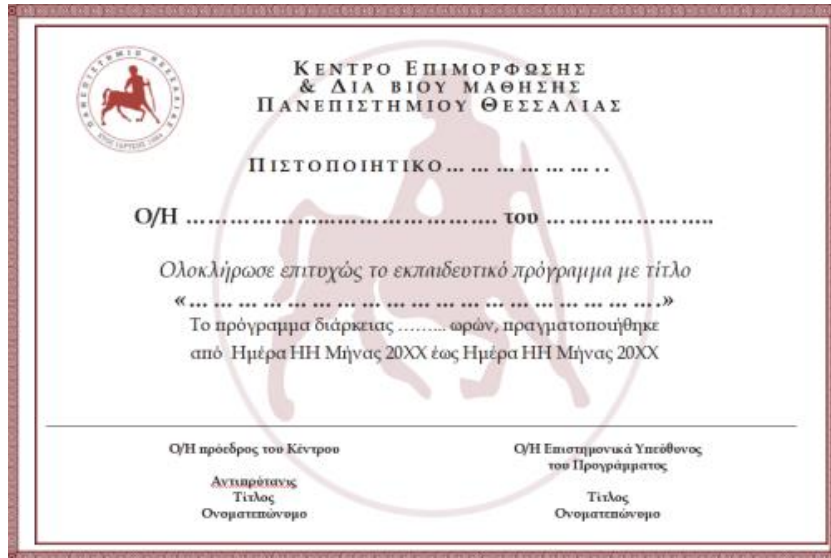 ΠΑΝΕΠΙΣΤΗΜΙΟ ΘΕΣΣΑΛΙΑΣ
ΚΕΝΤΡΟ ΕΠΙΜΟΡΦΩΣΗΣ
& ΔΙΑ ΒΙΟΥ ΜΑΘΗΣΗΣ
ΠΑΝΕΠΙΣΤΗΜΙΟΥ ΘΕΣΣΑΛΙΑΣ
ΠΙΣΤΟΠΟΙΗΤΙΚΟ... ... ... ... ... ... ..
Ο/Η ……………………………………. του …………………..
Ολοκλήρωσε επιτυχώς το εκπαιδευτικό πρόγραμμα με τίτλο
«... ... ... ... ... ... ... ... ... ... ... ... ... ... ... ... ... ... ... ....»
Το πρόγραμμα διάρκειας ……... ωρών, πραγματοποιήθηκε
από Ημέρα ΗΗ Μήνας 20ΧΧ έως Ημέρα ΗΗ Μήνας 20ΧΧ
Ο/Η πρόεδρος του Κέντρου
Αντιπρύτανις
Τίτλος
Ονοματεπώνυμο
Ο/Η Επιστημονικά Υπεύθυνος
του Προγράμματος
Τίτλος
Ονοματεπώνυμο